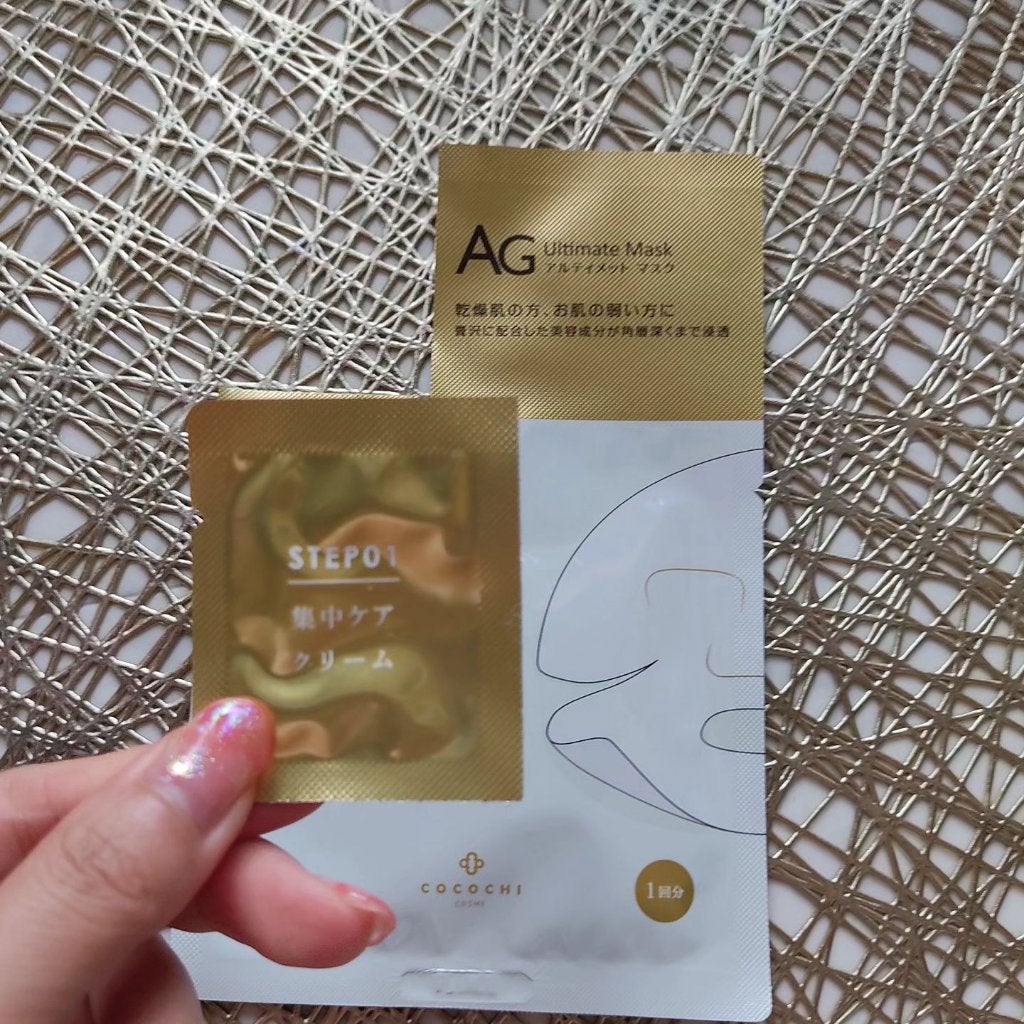 AG Ultimate Mask
アルティメット マスク
乾燥肌の方、お肌の弱い方に
贅沢に配合した美容成分が角層深くまで浸透
STEP01
集中ケア
クリーム
COCOCHI
COSME
1回分